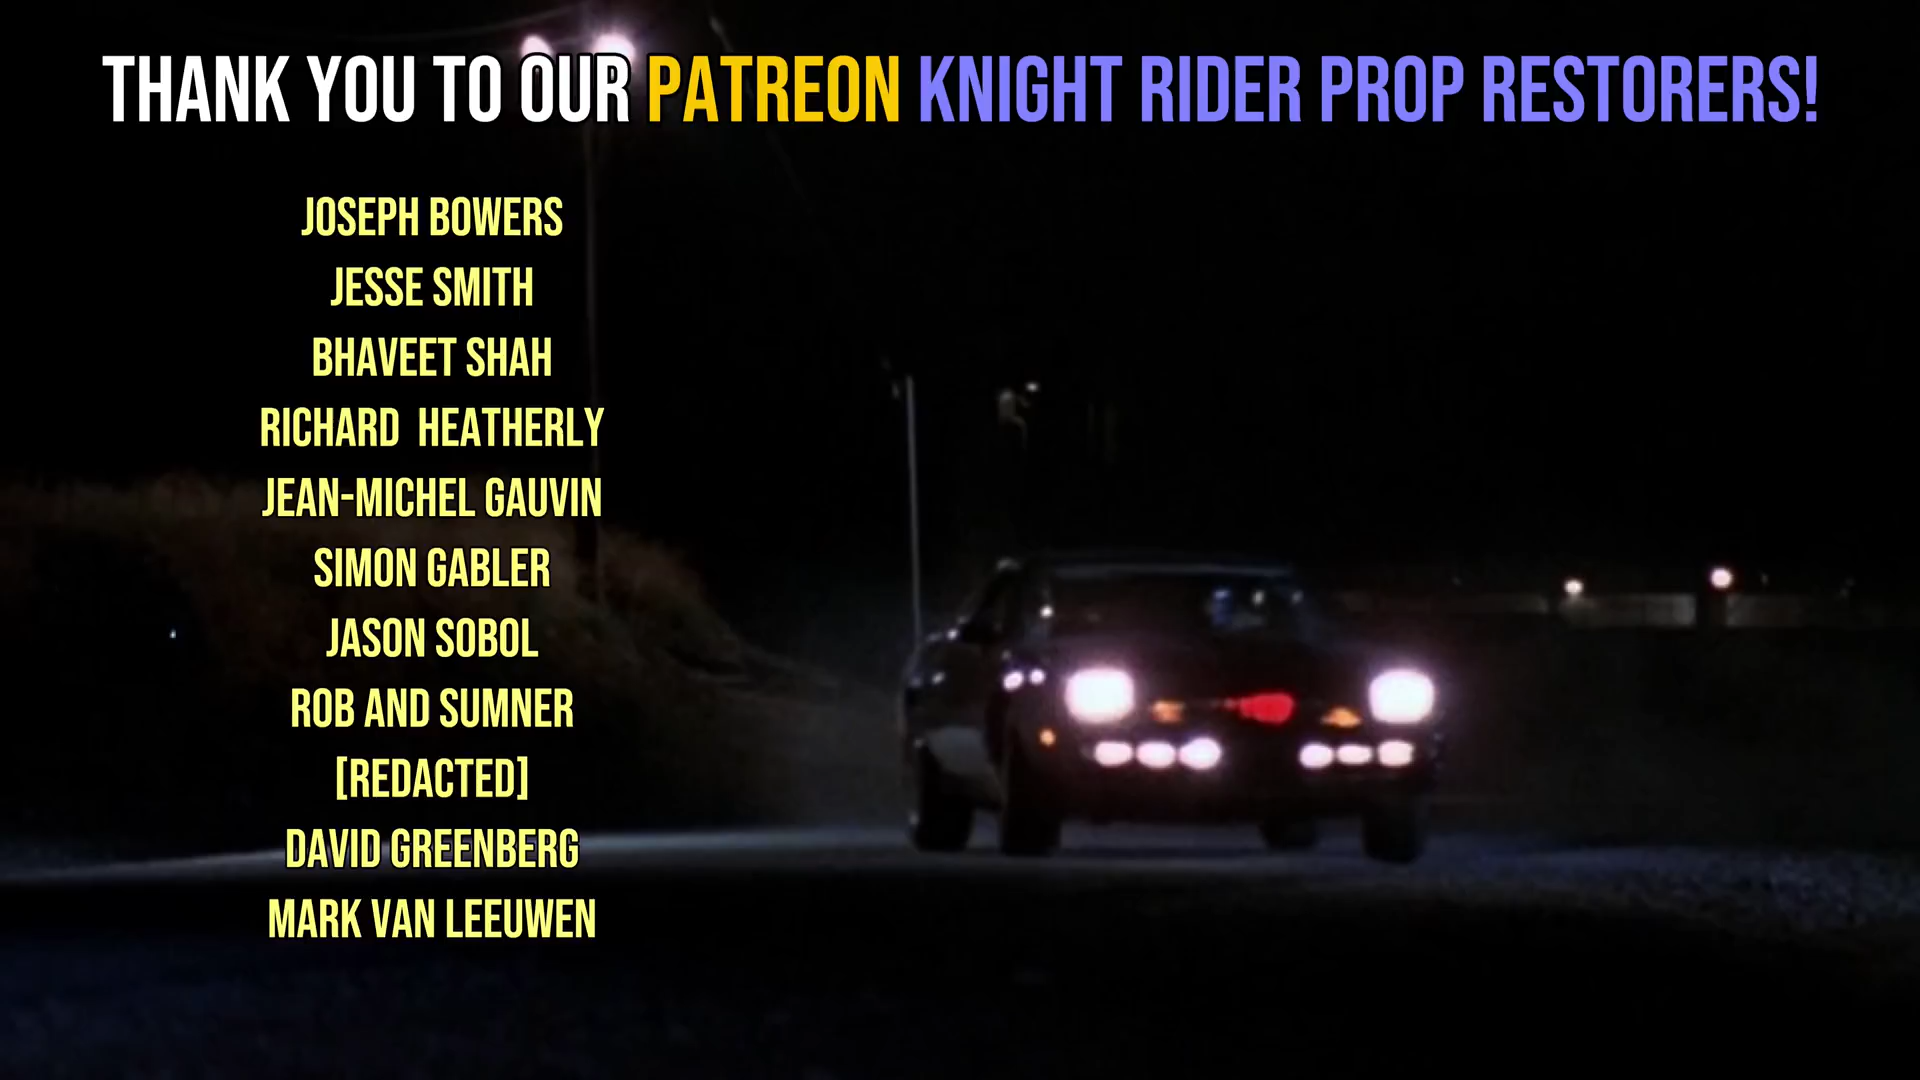 THANK YOU TO OUR PATREON KNIGHT RIDER PROP RESTORERS!
JOSEPH BOWERS
JESSE SMITH
BHAVEET SHAH
RICHARD  HEATHERLY
JEAN-MICHEL GAUVIN
SIMON GABLER
JASON SOBOL
ROB AND SUMNER
[REDACTED]
DAVID GREENBERG
MARK VAN LEEUWEN